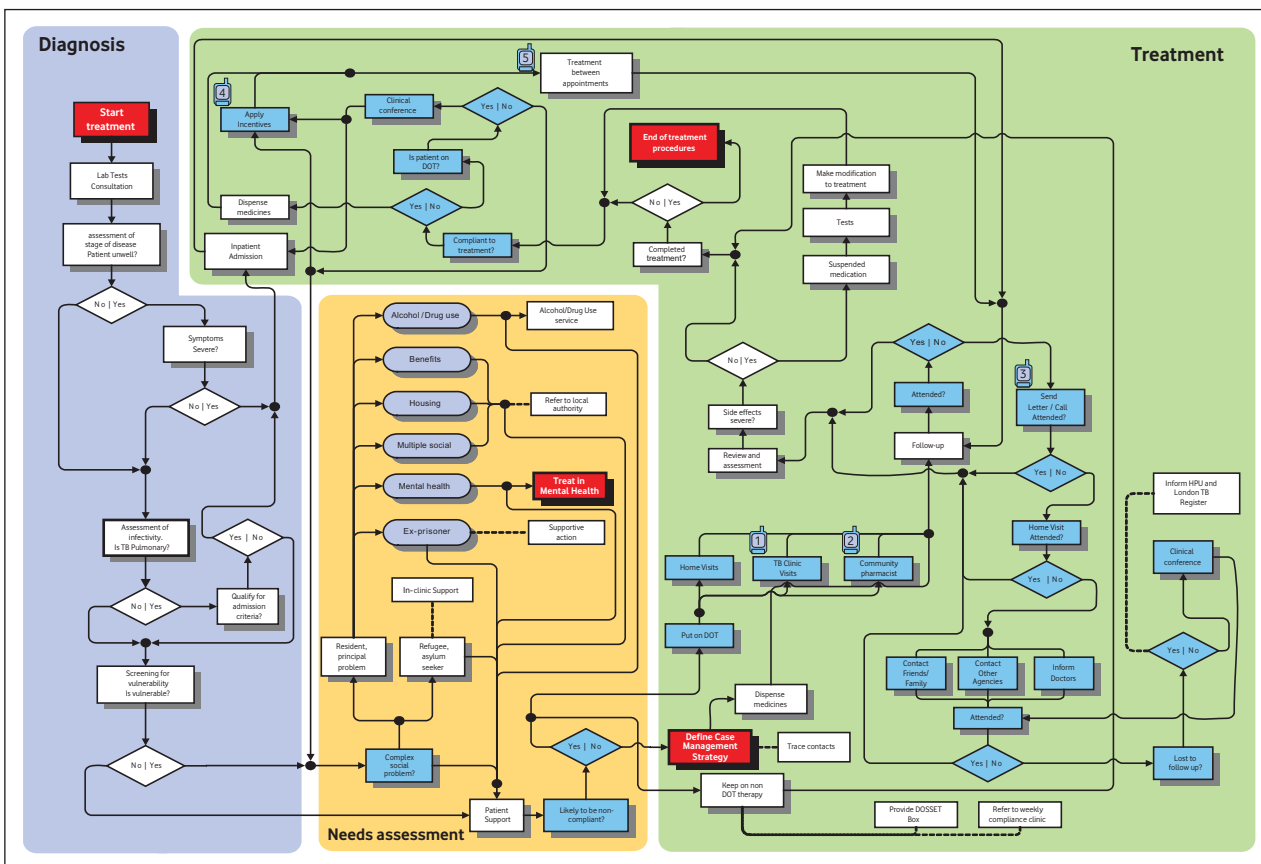 Diagnosis
Start
treatment
Lab Tests
Consultation
assessment of
stage of disease
Patient unwell?
No | Yes
Symptoms
Severe?
No | Yes
Assessment of
infectivity.
Is TB Pulmonary?
Yes | No
No | Yes
Qualify for
admission
criteria?
Screening for
vulnerability
Is vulnerable?
No | Yes
Treatment
5
Treatment
between
appointments
4
Apply
Incentives
Clinical
conference
Yes | No
Is patient on
DOT?
Dispense
medicines
Yes | No
Inpatient
Admission
Compliant to
treatment?
End of treatment
procedures
No | Yes
Completed
treatment?
Make modification
to treatment
Tests
Suspended
medication
No | Yes
Side effects
severe?
Review and
assessment
Yes | No
Attended?
Follow-up
3
Send
Letter / Call
Attended?
Yes | No
Home Visit
Attended?
Yes | No
Inform HPU and
London TB
Register
Clinical
conference
Yes | No
Lost to
follow up?
1
2
Home Visits
TB Clinic
Visits
Community
pharmacist
Put on DOT
Contact
Friends/
Family
Contact
Other
Agencies
Inform
Doctors
Attended?
Yes | No
Dispense
medicines
Define Case
Management
Strategy
Trace contacts
Keep on non
DOT therapy
Provide DOSSET
Box
Refer to weekly
compliance clinic
Alcohol / Drug use
Alcohol/Drug Use
service
Benefits
Housing
Refer to local
authority
Multiple social
Mental health
Treat in
Mental Health
Ex-prisoner
Supportive
action
In-clinic Support
Resident,
principal
problem
Refugee,
asylum
seeker
Complex
social
problem?
Yes | No
Patient
Support
Likely to be non-
compliant?
Needs assessment